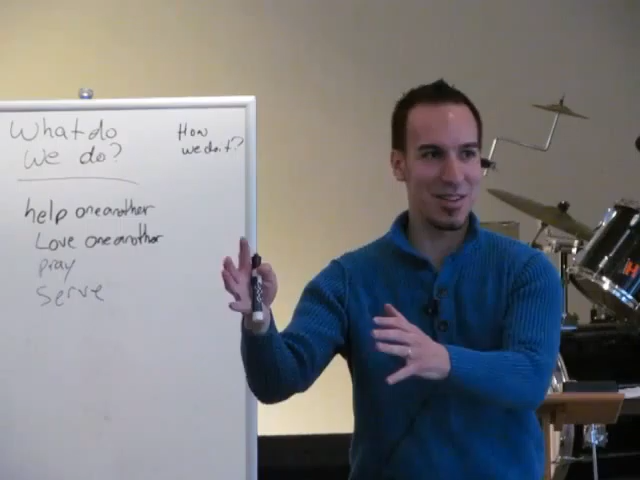 What do
we do?
How
we do it?
help one another
Love one another
pray
Serve
H